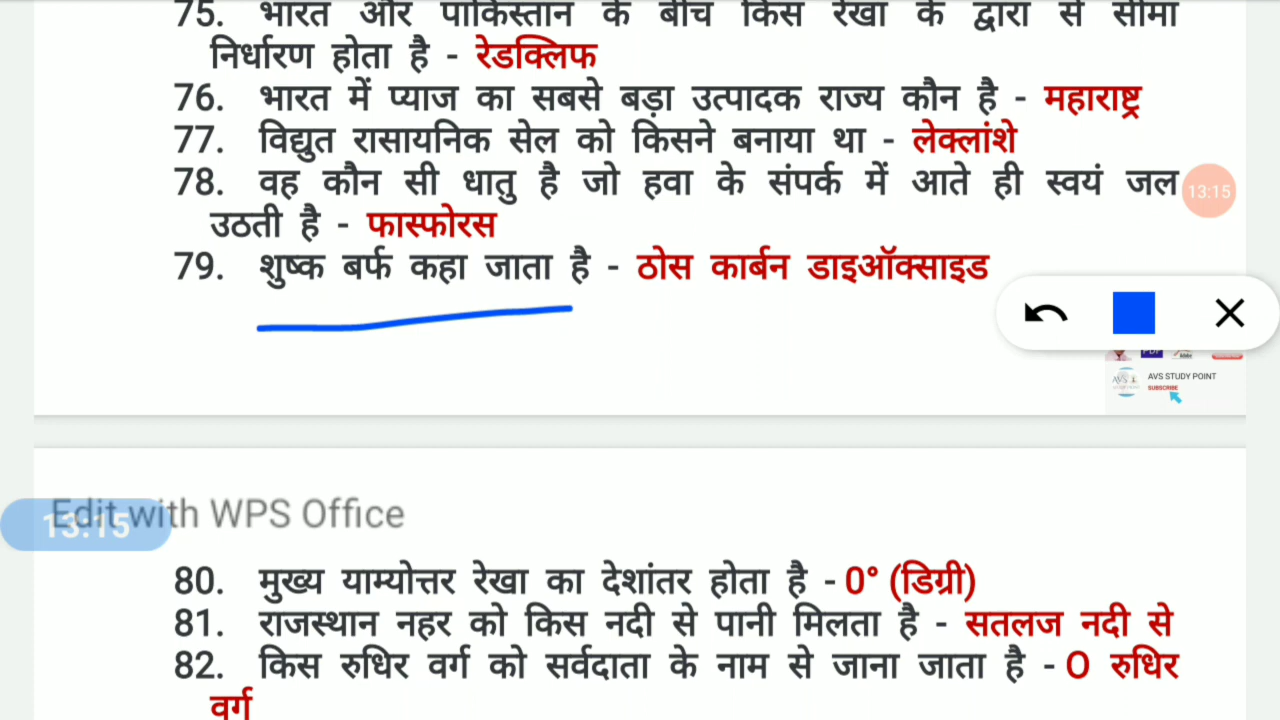 75. भारत और पाकिस्तान के बीच किस रेखा के द्वारा से सीमा
निर्धारण होता है - रेडक्लिफ
76. भारत में प्याज का सबसे बड़ा उत्पादक राज्य कौन है - महाराष्ट्र
77. विद्युत रासायनिक सेल को किसने बनाया था - लेक्लांशे
78. वह कौन सी धातु है जो हवा के संपर्क में आते ही स्वयं जल
13:15
उठती है - फास्फोरस
79. शुष्क बर्फ कहा जाता है - ठोस कार्बन डाइऑक्साइड
PDF
AVS STUDY POINT
SUBSCRIBE
Edit with WPS Office
13:15
80. मुख्य याम्योत्तर रेखा का देशांतर होता है - 0° (डिग्री)
81. राजस्थान नहर को किस नदी से पानी मिलता है - सतलज नदी से
82. किस रुधिर वर्ग को सर्वदाता के नाम से जाना जाता है - O रुधिर
वर्ग